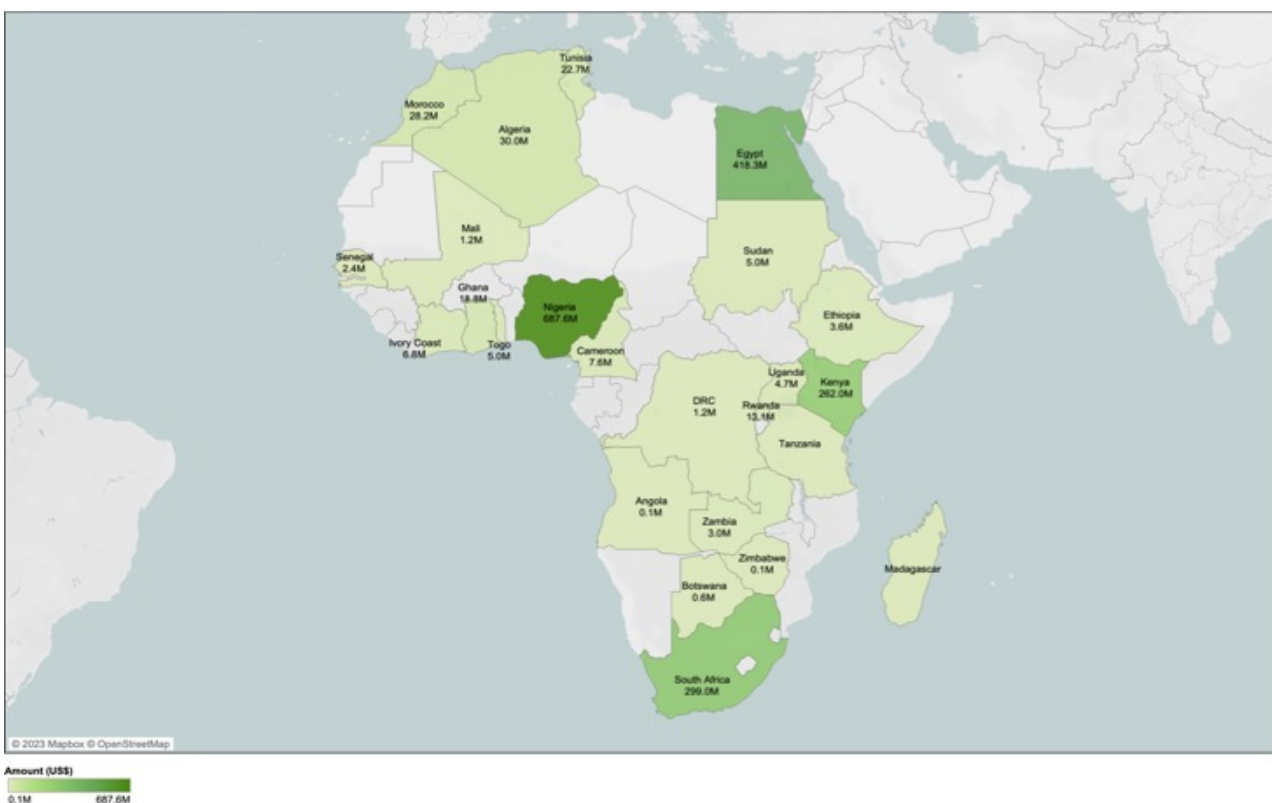 Tunisia
22.7M
Morocco
28.2M
Algeria
30.0M
Egypt
418.3M
Mali
1.2M
Senegal
2.4M
Sudan
5.0M
Ghana
18.8M
Nigeria
687.6M
Ethiopia
3.6M
Ivory Coast
6.8M
Togo
5.0M
Cameroon
7.6M
Uganda
4.7M
Kenya
262.0M
DRC
1.2M
Rwanda
13.1M
Tanzania
Angola
0.1M
Zambia
3.0M
Zimbabwe
0.1M
Madagascar
Botswana
0.6M
South Africa
299.0M
© 2023 Mapbox © OpenStreetMap
Amount (US$)
0.1M 687.6M